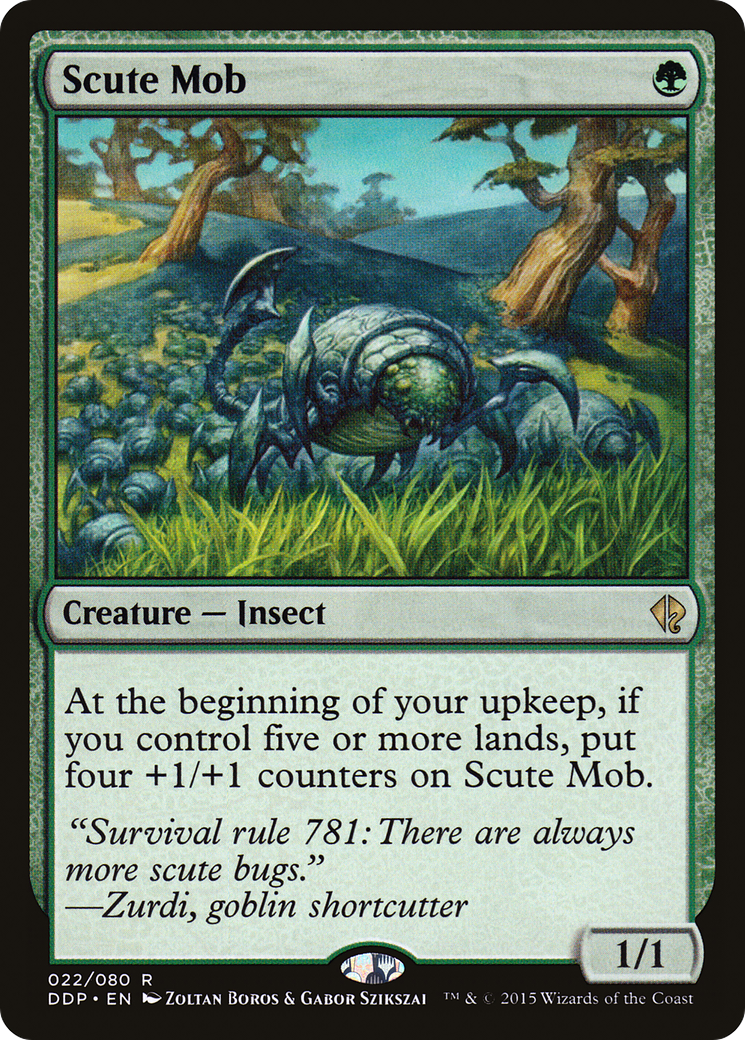 Scute Mob
Creature — Insect
At the beginning of your upkeep, if
you control five or more lands, put
four +1/+1 counters on Scute Mob.
“Survival rule 781: There are always
more scute bugs.”
—Zurdi, goblin shortcutter
1/1
022/080 R
DDP • EN Zoltan Boros & Gabor Szikszai ™ & © 2015 Wizards of the Coast